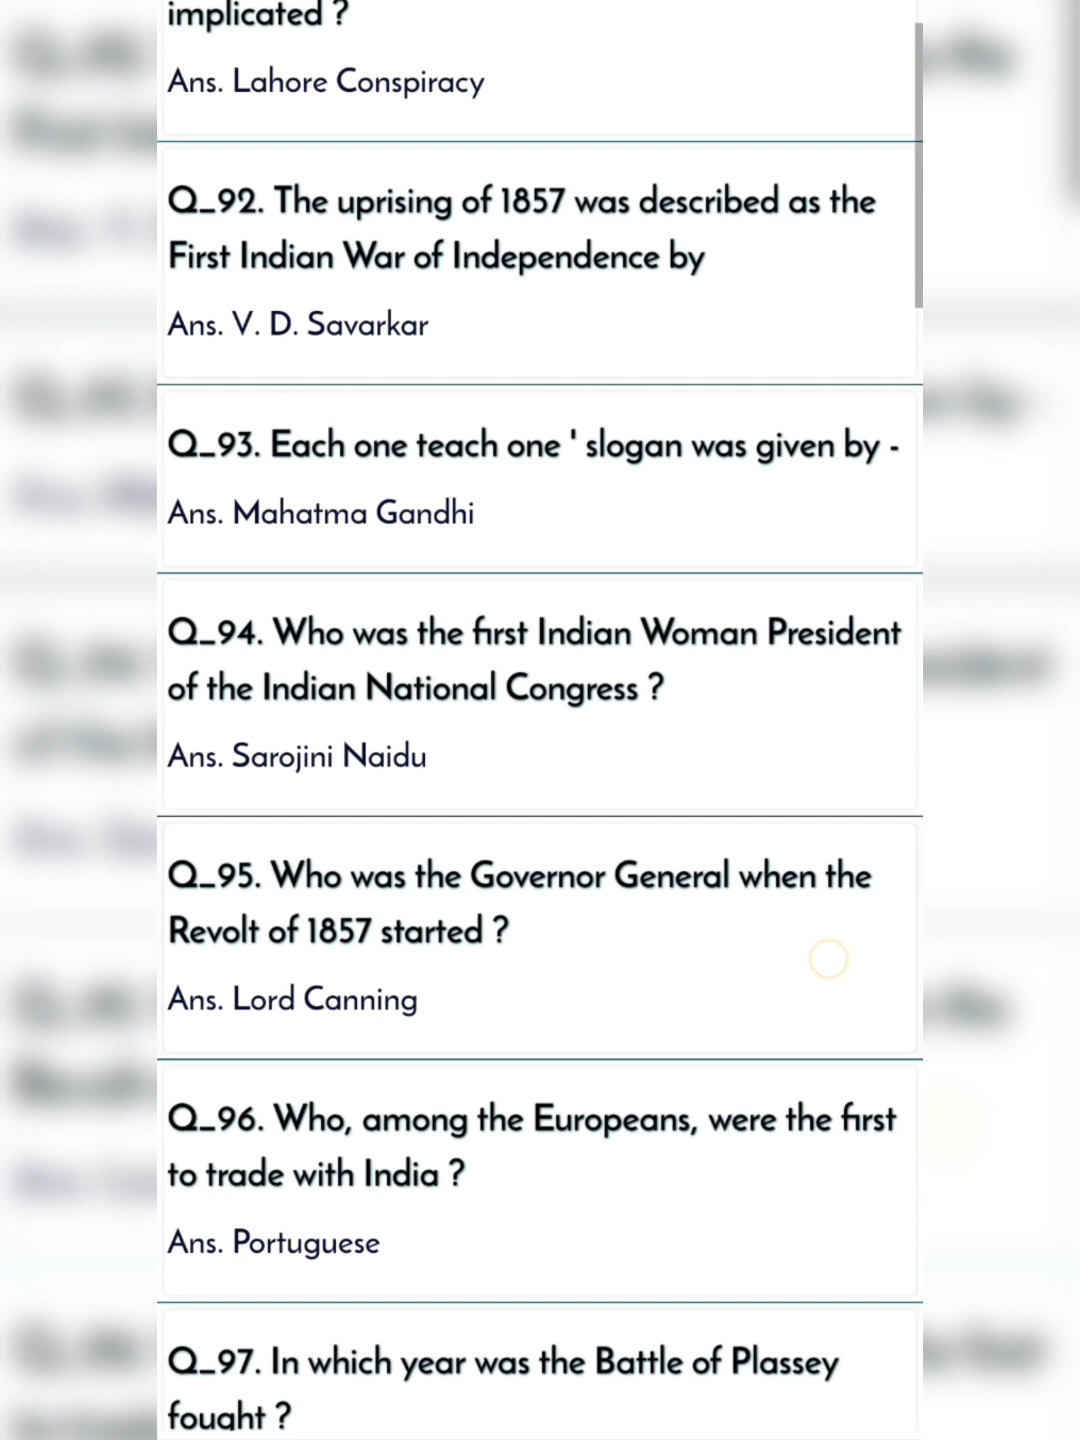 implicated ?
Ans. Lahore Conspiracy
Q_92. The uprising of 1857 was described as the
First Indian War of Independence by
Ans. V. D. Savarkar
Q_93. Each one teach one ' slogan was given by -
Ans. Mahatma Gandhi
Q_94. Who was the first Indian Woman President
of the Indian National Congress ?
Ans. Sarojini Naidu
Q_95. Who was the Governor General when the
Revolt of 1857 started ?
Ans. Lord Canning
Q_96. Who, among the Europeans, were the first
to trade with India ?
Ans. Portuguese
Q_97. In which year was the Battle of Plassey
fought ?